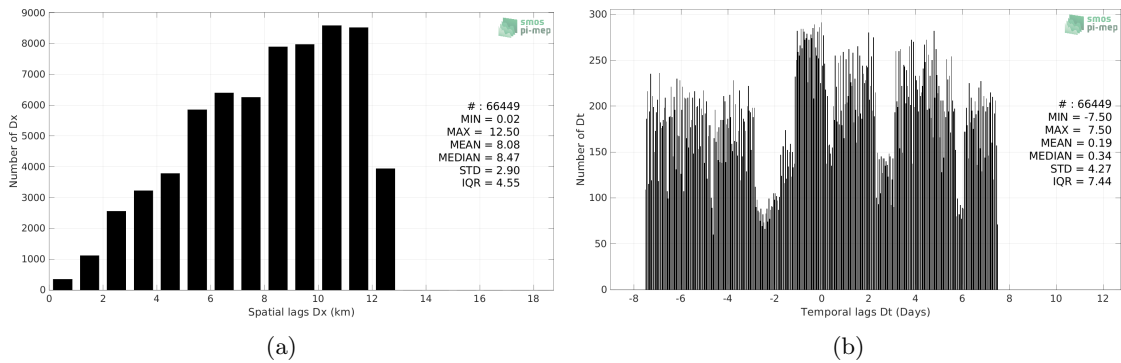 9000
8000
7000
6000
5000
4000
3000
2000
1000
0
Number of Dx
0 2 4 6 8 10 12 14 16 18
Spatial lags Dx (km)
smos
pi-mep
# : 66449
MIN = 0.02
MAX = 12.50
MEAN = 8.08
MEDIAN = 8.47
STD = 2.90
IQR = 4.55
(a)
300
250
200
150
100
50
0
Number of Dt
-8 -6 -4 -2 0 2 4 6 8 10 12
Temporal lags Dt (Days)
smos
pi-mep
# : 66449
MIN = -7.50
MAX = 7.50
MEAN = 0.19
MEDIAN = 0.34
STD = 4.27
IQR = 7.44
(b)